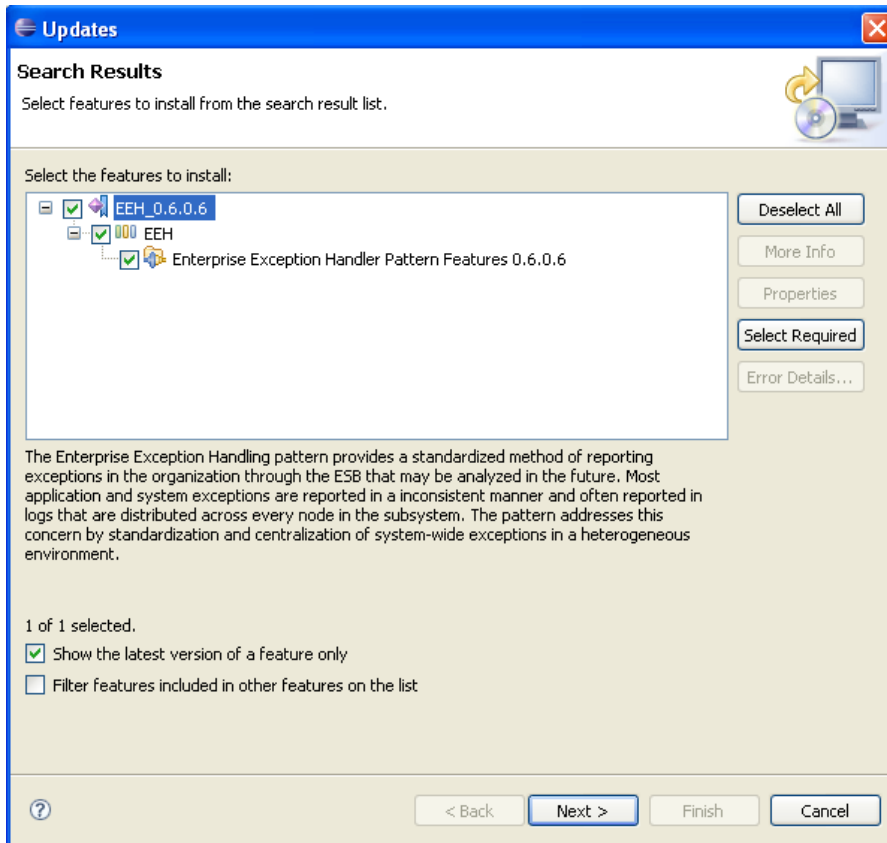 Updates
Search Results
Select features to install from the search result list.
Select the features to install:
EEH_0.6.0.6
EEH
Enterprise Exception Handler Pattern Features 0.6.0.6
Deselect All
More Info
Properties
Select Required
Error Details...
The Enterprise Exception Handling pattern provides a standardized method of reporting
exceptions in the organization through the ESB that may be analyzed in the future. Most
application and system exceptions are reported in a inconsistent manner and often reported in
logs that are distributed across every node in the subsystem. The pattern addresses this
concern by standardization and centralization of system-wide exceptions in a heterogeneous
environment.
1 of 1 selected.
Show the latest version of a feature only
Filter features included in other features on the list
?
< Back
Next >
Finish
Cancel